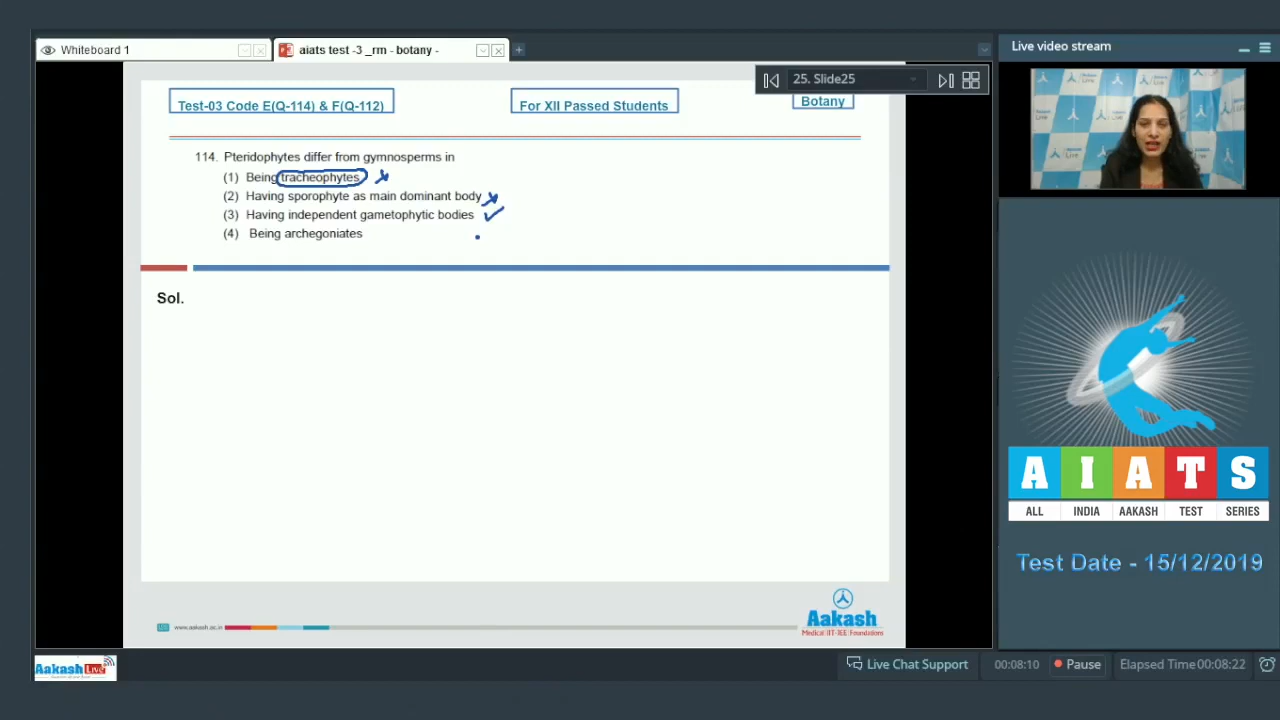 Whiteboard 1
aiats test -3 _rm - botany -
Live video stream
25. Slide25
Test-03 Code E(Q-114) & F(Q-112)
For XII Passed Students
Botany
114. Pteridophytes differ from gymnosperms in
(1) Being tracheophytes
(2) Having sporophyte as main dominant body
(3) Having independent gametophytic bodies
(4) Being archegoniates
Sol.
A I A T S
ALL INDIA AAKASH TEST SERIES
Test Date - 15/12/2019
www.aakash.ac.in
Aakash
Medical|IIT-JEE|Foundations
Aakash Live
Live Chat Support
00:08:10
Pause
Elapsed Time 00:08:22